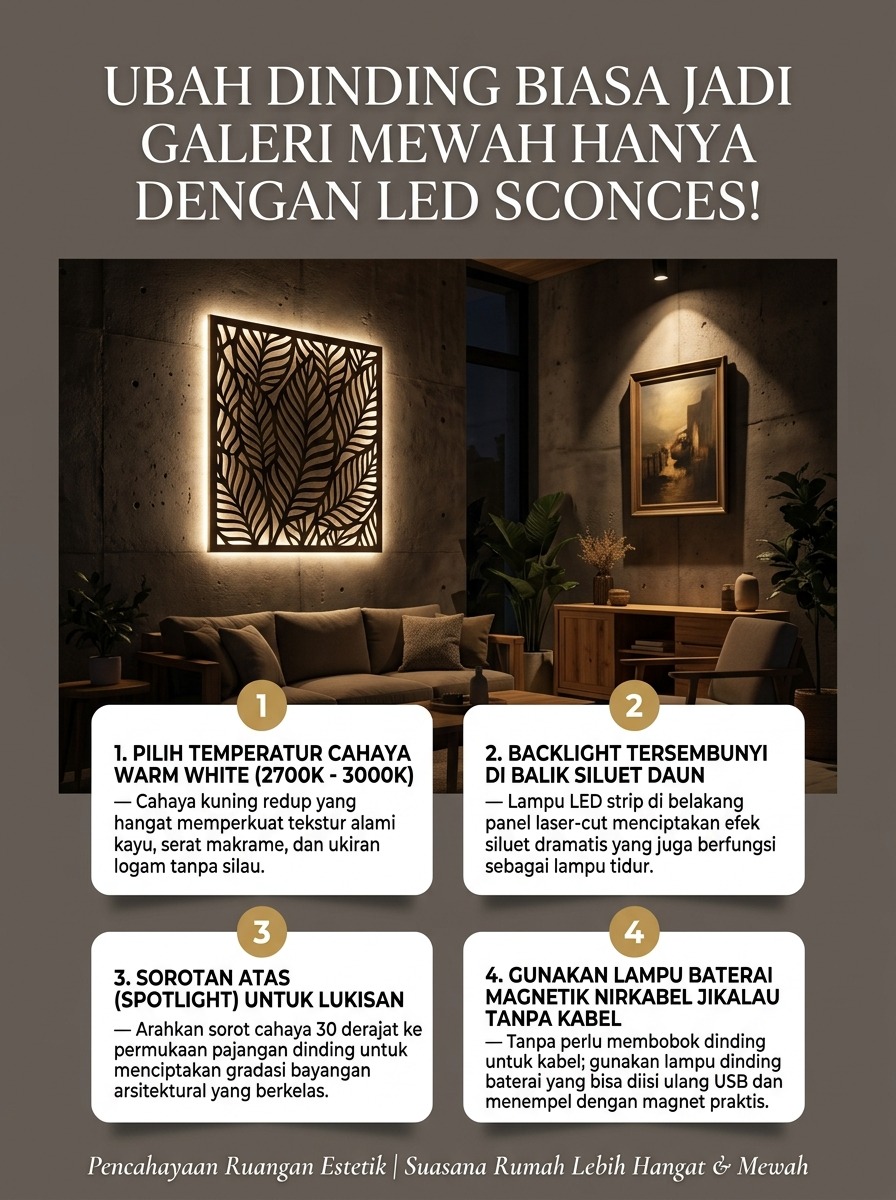 UBAH DINDING BIASA JADI
GALERI MEWAH HANYA
DENGAN LED SCONCES!
1
1. PILIH TEMPERATUR CAHAYA
WARM WHITE (2700K - 3000K)
— Cahaya kuning redup yang
hangat memperkuat tekstur alami
kayu, serat makrame, dan ukiran
logam tanpa silau.
2
2. BACKLIGHT TERSEMBUNYI
DI BALIK SILUET DAUN
— Lampu LED strip di belakang
panel laser-cut menciptakan efek
siluet dramatis yang juga berfungsi
sebagai lampu tidur.
3
3. SOROTAN ATAS
(SPOTLIGHT) UNTUK LUKISAN
— Arahkan sorot cahaya 30 derajat ke
permukaan pajangan dinding untuk
menciptakan gradasi bayangan
arsitektural yang berkelas.
4
4. GUNAKAN LAMPU BATERAI
MAGNETIK NIRKABEL JIKALAU
TANPA KABEL
— Tanpa perlu membobok dinding
untuk kabel; gunakan lampu dinding
baterai yang bisa diisi ulang USB dan
menempel dengan magnet praktis.
Pencahayaan Ruangan Estetik | Suasana Rumah Lebih Hangat & Mewah